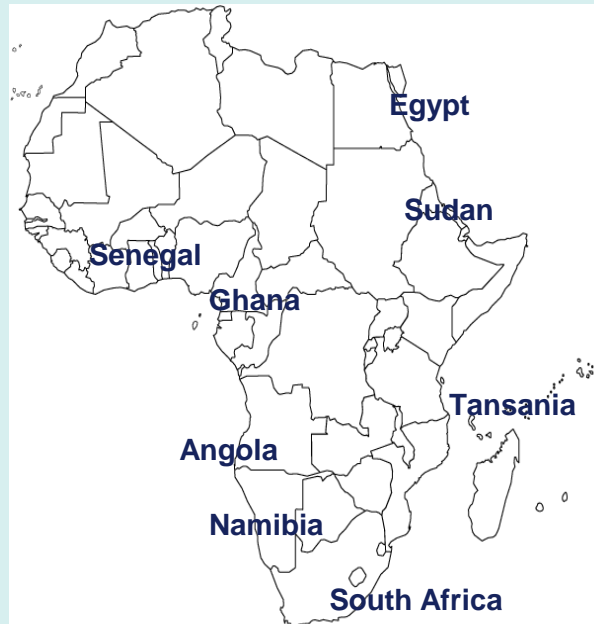 Egypt
Sudan
Senegal
Ghana
Tansania
Angola
Namibia
South Africa